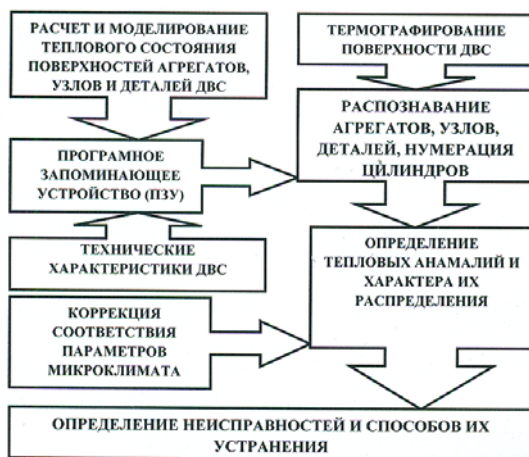 РАСЧЕТ И МОДЕЛИРОВАНИЕ
ТЕПЛОВОГО СОСТОЯНИЯ
ПОВЕРХНОСТЕЙ АГРЕГАТОВ,
УЗЛОВ И ДЕТАЛЕЙ ДВС
ТЕРМОГРАФИРОВАНИЕ
ПОВЕРХНОСТИ ДВС
ПРОГРАМНОЕ
ЗАПОМИНАЮЩЕЕ
УСТРОЙСТВО (ПЗУ)
РАСПОЗНАВАНИЕ
АГРЕГАТОВ, УЗЛОВ,
ДЕТАЛЕЙ, НУМЕРАЦИЯ
ЦИЛИНДРОВ
ТЕХНИЧЕСКИЕ
ХАРАКТЕРИСТИКИ ДВС
ОПРЕДЕЛЕНИЕ
ТЕПЛОВЫХ АНАМАЛИЙ И
ХАРАКТЕРА ИХ
РАСПРЕДЕЛЕНИЯ
КОРРЕКЦИЯ
СООТВЕТСТВИЯ
ПАРАМЕТРОВ
МИКРОКЛИМАТА
ОПРЕДЕЛЕНИЕ НЕИСПРАВНОСТЕЙ И СПОСОБОВ ИХ
УСТРАНЕНИЯ